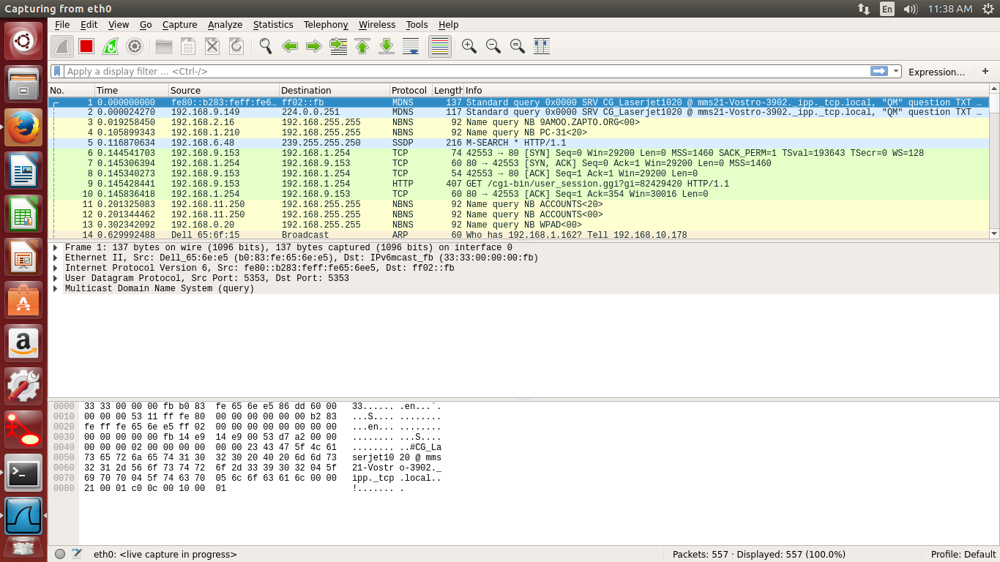 Capturing from eth0
En
11:38 AM
File Edit View Go Capture Analyze Statistics Telephony Wireless Tools Help
Apply a display filter ... <Ctrl-/>
Expression…
+
No. Time Source Destination Protocol Length Info
1 0.000000000 fe80::b283:feff:fe6… ff02::fb MDNS 137 Standard query 0x0000 SRV CG_Laserjet1020 @ mms21-Vostro-3902._ipp._tcp.local, "QM" question TXT …
2 0.000024270 192.168.9.149 224.0.0.251 MDNS 117 Standard query 0x0000 SRV CG_Laserjet1020 @ mms21-Vostro-3902._ipp._tcp.local, "QM" question TXT …
3 0.019258450 192.168.2.16 192.168.255.255 NBNS 92 Name query NB 9AMOO.ZAPTO.ORG<00>
4 0.105899343 192.168.1.210 192.168.255.255 NBNS 92 Name query NB PC-31<20>
5 0.116870634 192.168.6.48 239.255.255.250 SSDP 216 M-SEARCH * HTTP/1.1
6 0.144541703 192.168.9.153 192.168.1.254 TCP 74 42553 → 80 [SYN] Seq=0 Win=29200 Len=0 MSS=1460 SACK_PERM=1 TSval=193643 TSecr=0 WS=128
7 0.145306394 192.168.1.254 192.168.9.153 TCP 60 80 → 42553 [SYN, ACK] Seq=0 Ack=1 Win=29200 Len=0 MSS=1460
8 0.145340273 192.168.9.153 192.168.1.254 TCP 54 42553 → 80 [ACK] Seq=1 Ack=1 Win=29200 Len=0
9 0.145428441 192.168.9.153 192.168.1.254 HTTP 407 GET /cgi-bin/user_session.ggi?gi=82429420 HTTP/1.1
10 0.145836418 192.168.1.254 192.168.9.153 TCP 60 80 → 42553 [ACK] Seq=1 Ack=354 Win=30016 Len=0
11 0.201325083 192.168.11.250 192.168.255.255 NBNS 92 Name query NB ACCOUNTS<20>
12 0.201344462 192.168.11.250 192.168.255.255 NBNS 92 Name query NB ACCOUNTS<00>
13 0.302342092 192.168.0.20 192.168.255.255 NBNS 92 Name query NB WPAD<00>
14 0.629992488 Dell 65:6f:15 Broadcast ARP 60 Who has 192.168.1.162? Tell 192.168.10.178
Frame 1: 137 bytes on wire (1096 bits), 137 bytes captured (1096 bits) on interface 0
Ethernet II, Src: Dell_65:6e:e5 (b0:83:fe:65:6e:e5), Dst: IPv6mcast_fb (33:33:00:00:00:fb)
Internet Protocol Version 6, Src: fe80::b283:feff:fe65:6ee5, Dst: ff02::fb
User Datagram Protocol, Src Port: 5353, Dst Port: 5353
Multicast Domain Name System (query)
0000 33 33 00 00 00 fb b0 83 fe 65 6e e5 86 dd 60 00 33...... .en...`.
0010 00 00 00 53 11 ff fe 80 00 00 00 00 00 00 b2 83 ...S.... ........
0020 fe ff fe 65 6e e5 ff 02 00 00 00 00 00 00 00 00 ...en... ........
0030 00 00 00 00 00 fb 14 e9 14 e9 00 53 d7 a2 00 00 ........ ...S....
0040 00 00 00 02 00 00 00 00 00 00 23 43 47 5f 4c 61 ........ ..#CG_La
0050 73 65 72 6a 65 74 31 30 32 30 20 40 20 6d 6d 73 serjet10 20 @ mms
0060 32 31 2d 56 6f 73 74 72 6f 2d 33 39 30 32 04 5f 21-Vostr o-3902._
0070 69 70 70 04 5f 74 63 70 05 6c 6f 63 61 6c 00 00 ipp._tcp .local..
0080 21 00 01 c0 0c 00 10 00 01 !....... .
eth0: <live capture in progress>
Packets: 557 · Displayed: 557 (100.0%)
Profile: Default